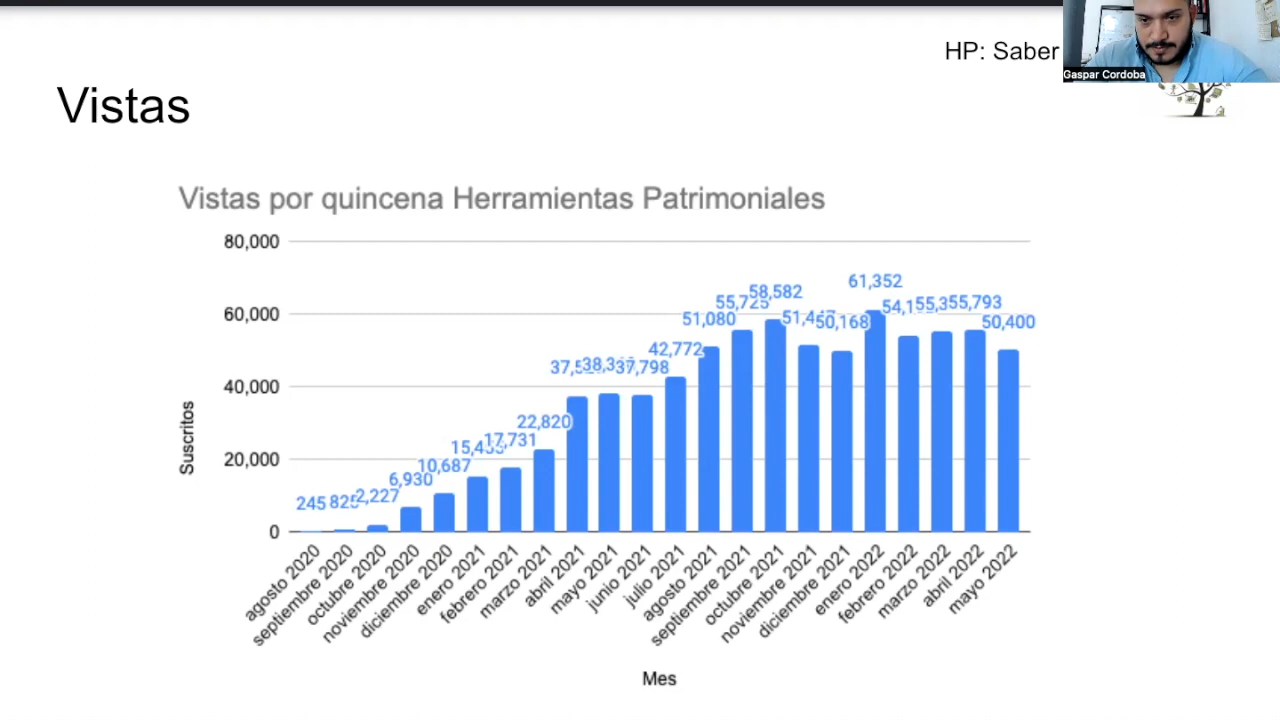 HP: Saber
Gaspar Cordoba
Vistas
Vistas por quincena Herramientas Patrimoniales
80,000
60,000
40,000
20,000
0
Suscritos
245
2,227
6,930
10,687
17,731
22,820
37,798
42,772
51,080
58,582
50,168
61,352
55,793
50,400
agosto 2020
septiembre 2020
octubre 2020
noviembre 2020
diciembre 2020
enero 2021
febrero 2021
marzo 2021
abril 2021
mayo 2021
junio 2021
julio 2021
agosto 2021
septiembre 2021
octubre 2021
noviembre 2021
diciembre 2021
enero 2022
febrero 2022
marzo 2022
abril 2022
mayo 2022
Mes